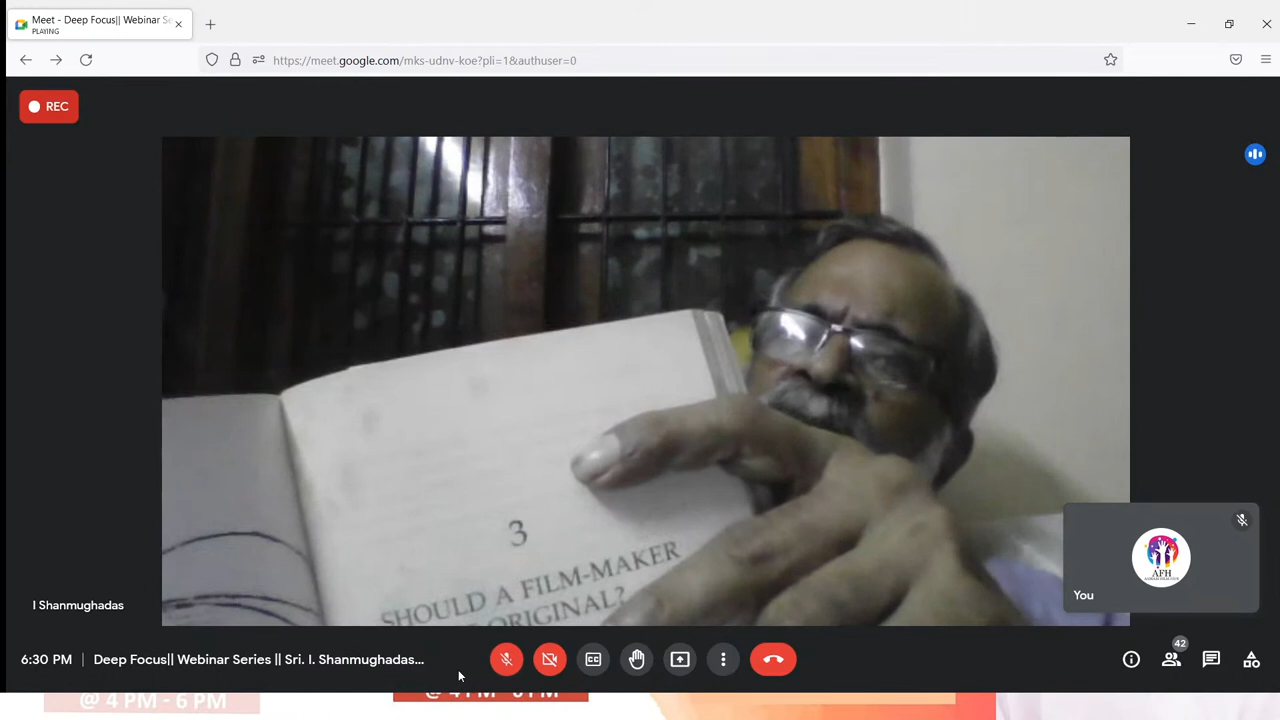 Meet - Deep Focus|| Webinar Se
PLAYING
https://meet.google.com/mks-udnv-koe?pli=1&authuser=0
REC
3
SHOULD A FILM-MAKER
ORIGINAL?
AFH
You
I Shanmughadas
6:30 PM | Deep Focus|| Webinar Series || Sri. I. Shanmughadas...
42
@ 4 PM - 6 PM